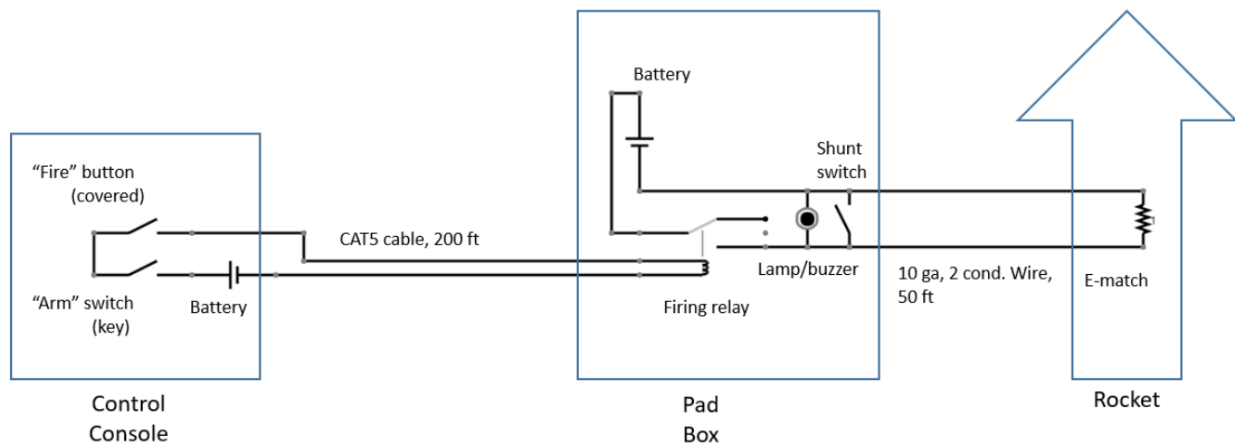 Battery
Shunt
switch
“Fire” button
(covered)
CAT5 cable, 200 ft
“Arm” switch
(key)
Battery
Firing relay
Lamp/buzzer
10 ga, 2 cond. Wire,
50 ft
E-match
Control
Console
Pad
Box
Rocket